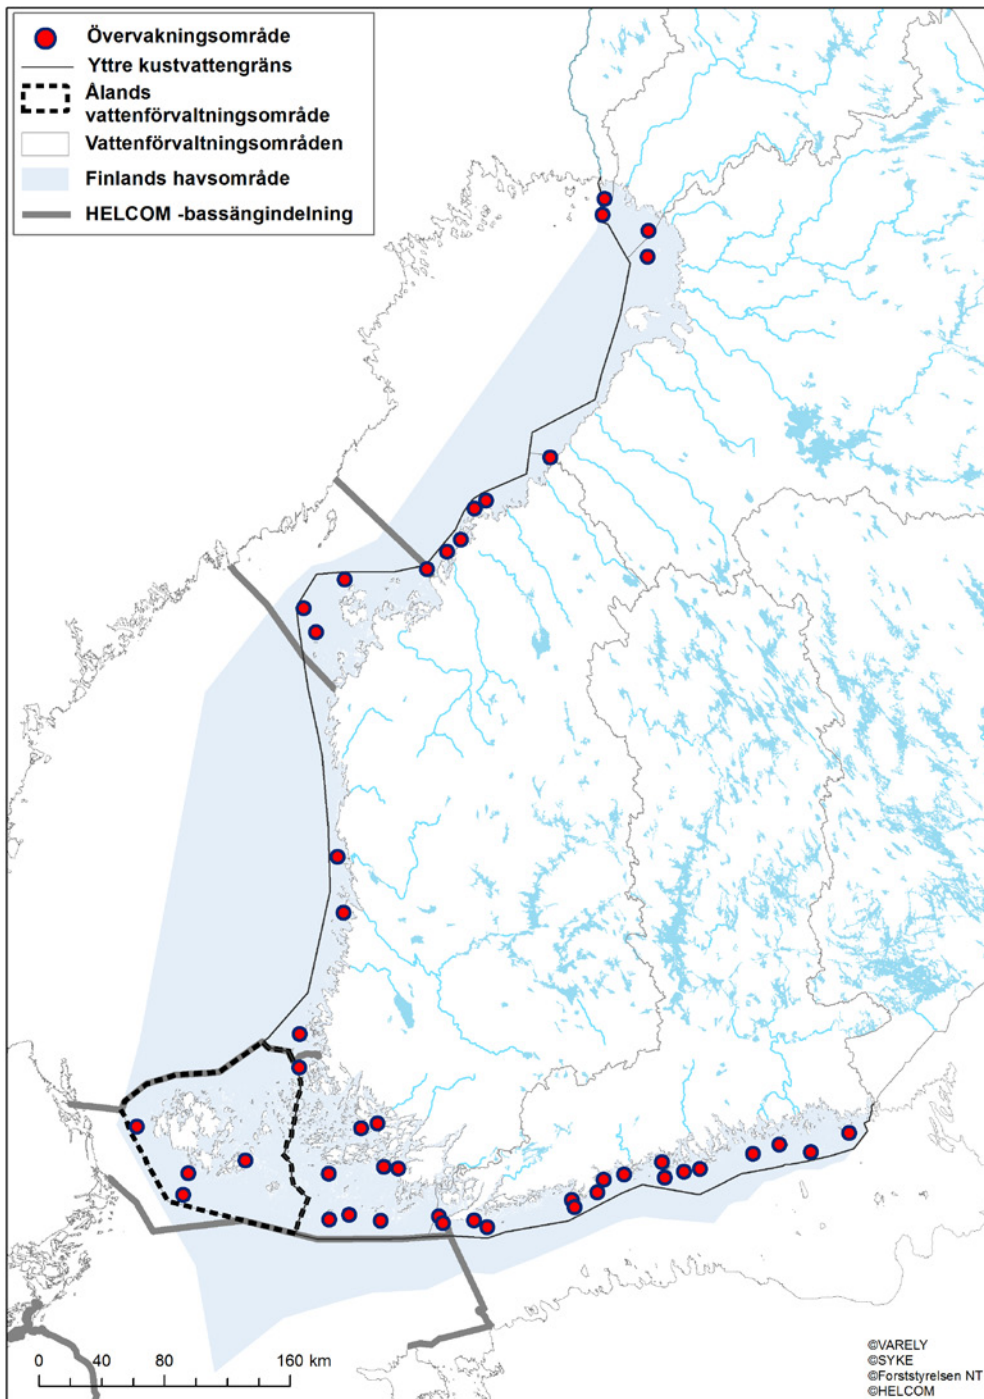 Övervakningsområde
Yttre kustvattengräns
Ålands
vattenförvaltningsområde
Vattenförvaltningsområden
Finlands havsområde
HELCOM -bassängindelning
0 40 80 160 km
©VARELY
©SYKE
©Forststyrelsen NT
©HELCOM